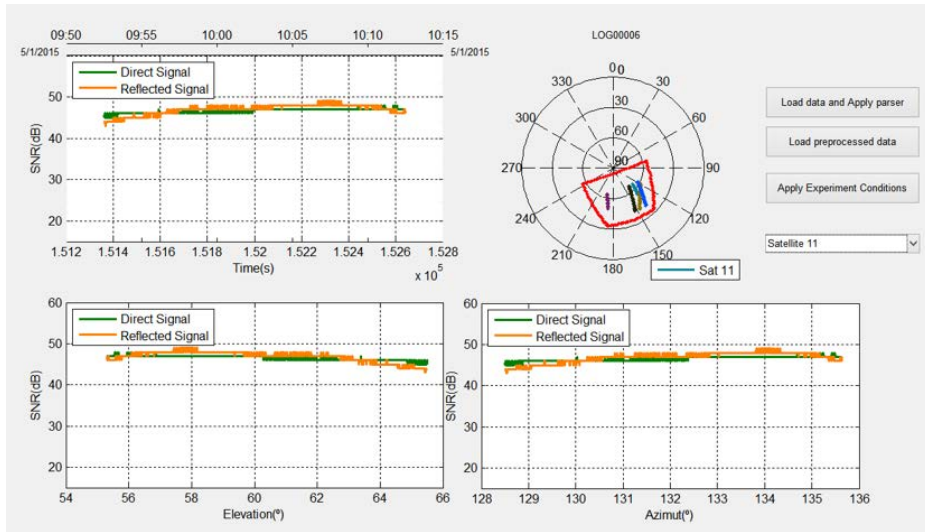 09:50 09:55 10:00 10:05 10:10 10:15
5/1/2015 5/1/2015
Direct Signal
Reflected Signal
50
40
30
20
SNR(dB)
1.512 1.514 1.516 1.518 1.52 1.522 1.524 1.526 1.528
Time(s)
x 10⁵
LOG00006
0 0
330 30
30
300 60
60
270 90 90
240 120
210 150
180
Sat 11
Load data and Apply parser
Load preprocessed data
Apply Experiment Conditions
Satellite 11
60
50
40
30
20
SNR(dB)
Direct Signal
Reflected Signal
54 56 58 60 62 64 66
Elevation(º)
60
50
40
30
20
SNR(dB)
Direct Signal
Reflected Signal
128 129 130 131 132 133 134 135 136
Azimut(º)